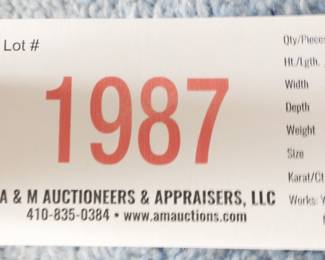 Lot #
1987
A & M AUCTIONEERS & APPRAISERS, LLC
410-835-0384 • www.amauctions.com
Qty/Pieces
Ht./Lgth.
Width
Depth
Weight
Size
Karat/Ct
Works: